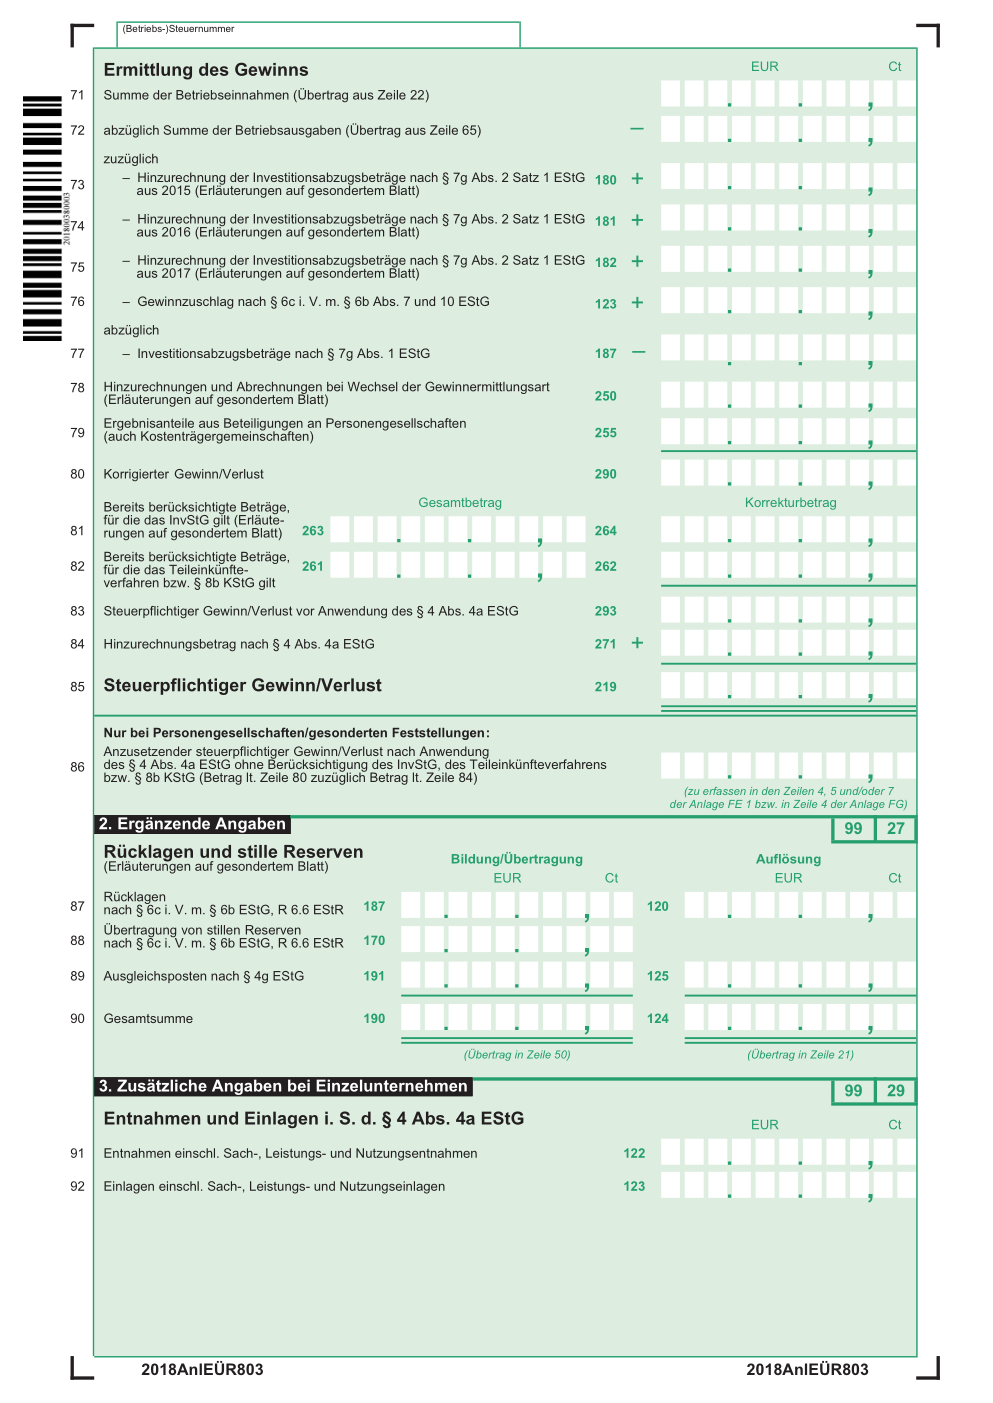 (Betriebs-)Steuernummer
Ermittlung des Gewinns EUR Ct
71 Summe der Betriebseinnahmen (Übertrag aus Zeile 22) . . ,
72 abzüglich Summe der Betriebsausgaben (Übertrag aus Zeile 65) – . . ,
zuzüglich
73 – Hinzurechnung der Investitionsabzugsbeträge nach § 7g Abs. 2 Satz 1 EStG 180 + . . ,
aus 2015 (Erläuterungen auf gesondertem Blatt)
201800380003
74 – Hinzurechnung der Investitionsabzugsbeträge nach § 7g Abs. 2 Satz 1 EStG 181 + . . ,
aus 2016 (Erläuterungen auf gesondertem Blatt)
75 – Hinzurechnung der Investitionsabzugsbeträge nach § 7g Abs. 2 Satz 1 EStG 182 + . . ,
aus 2017 (Erläuterungen auf gesondertem Blatt)
76 – Gewinnzuschlag nach § 6c i. V. m. § 6b Abs. 7 und 10 EStG 123 + . . ,
abzüglich
77 – Investitionsabzugsbeträge nach § 7g Abs. 1 EStG 187 – . . ,
78 Hinzurechnungen und Abrechnungen bei Wechsel der Gewinnermittlungsart
(Erläuterungen auf gesondertem Blatt) 250 . . ,
79 Ergebnisanteile aus Beteiligungen an Personengesellschaften
(auch Kostenträgergemeinschaften) 255 . . ,
80 Korrigierter Gewinn/Verlust 290 . . ,
Gesamtbetrag Korrekturbetrag
Bereits berücksichtigte Beträge,
für die das InvStG gilt (Erläute-
81 rungen auf gesondertem Blatt) 263 . . , 264 . . ,
Bereits berücksichtigte Beträge,
82 für die das Teileinkünfte- 261 . . , 262 . . ,
verfahren bzw. § 8b KStG gilt
83 Steuerpflichtiger Gewinn/Verlust vor Anwendung des § 4 Abs. 4a EStG 293 . . ,
84 Hinzurechnungsbetrag nach § 4 Abs. 4a EStG 271 + . . ,
85 Steuerpflichtiger Gewinn/Verlust 219 . . ,
Nur bei Personengesellschaften/gesonderten Feststellungen:
Anzusetzender steuerpflichtiger Gewinn/Verlust nach Anwendung
86 des § 4 Abs. 4a EStG ohne Berücksichtigung des InvStG, des Teileinkünfteverfahrens . . ,
bzw. § 8b KStG (Betrag lt. Zeile 80 zuzüglich Betrag lt. Zeile 84)
(zu erfassen in den Zeilen 4, 5 und/oder 7
der Anlage FE 1 bzw. in Zeile 4 der Anlage FG)
2. Ergänzende Angaben 99 27
Rücklagen und stille Reserven
(Erläuterungen auf gesondertem Blatt) Bildung/Übertragung Auflösung
EUR Ct EUR Ct
87 Rücklagen
nach § 6c i. V. m. § 6b EStG, R 6.6 EStR 187 . . , 120 . . ,
88 Übertragung von stillen Reserven
nach § 6c i. V. m. § 6b EStG, R 6.6 EStR 170 . . ,
89 Ausgleichsposten nach § 4g EStG 191 . . , 125 . . ,
90 Gesamtsumme 190 . . , 124 . . ,
(Übertrag in Zeile 50) (Übertrag in Zeile 21)
3. Zusätzliche Angaben bei Einzelunternehmen 99 29
Entnahmen und Einlagen i. S. d. § 4 Abs. 4a EStG EUR Ct
91 Entnahmen einschl. Sach-, Leistungs- und Nutzungsentnahmen 122 . . ,
92 Einlagen einschl. Sach-, Leistungs- und Nutzungseinlagen 123 . . ,
2018AnlEÜR803 2018AnlEÜR803